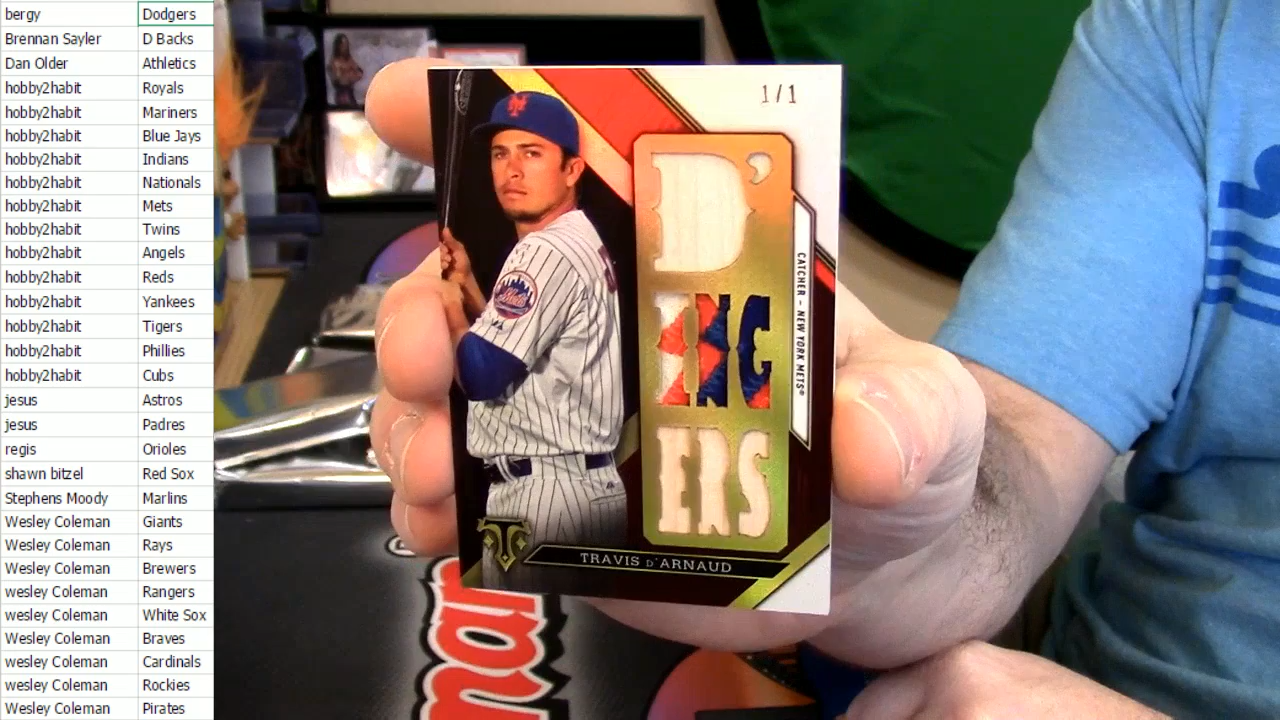 bergy Dodgers
Brennan Sayler D Backs
Dan Older Athletics
hobby2habit Royals
hobby2habit Mariners
hobby2habit Blue Jays
hobby2habit Indians
hobby2habit Nationals
hobby2habit Mets
hobby2habit Twins
hobby2habit Angels
hobby2habit Reds
hobby2habit Yankees
hobby2habit Tigers
hobby2habit Phillies
hobby2habit Cubs
jesus Astros
jesus Padres
regis Orioles
shawn bitzel Red Sox
Stephens Moody Marlins
Wesley Coleman Giants
Wesley Coleman Rays
Wesley Coleman Brewers
wesley Coleman Rangers
wesley Coleman White Sox
Wesley Coleman Braves
wesley Coleman Cardinals
wesley Coleman Rockies
Wesley Coleman Pirates
1/1
D'
ING
ERS
CATCHER - NEW YORK METS®
Mets
TRAVIS D'ARNAUD